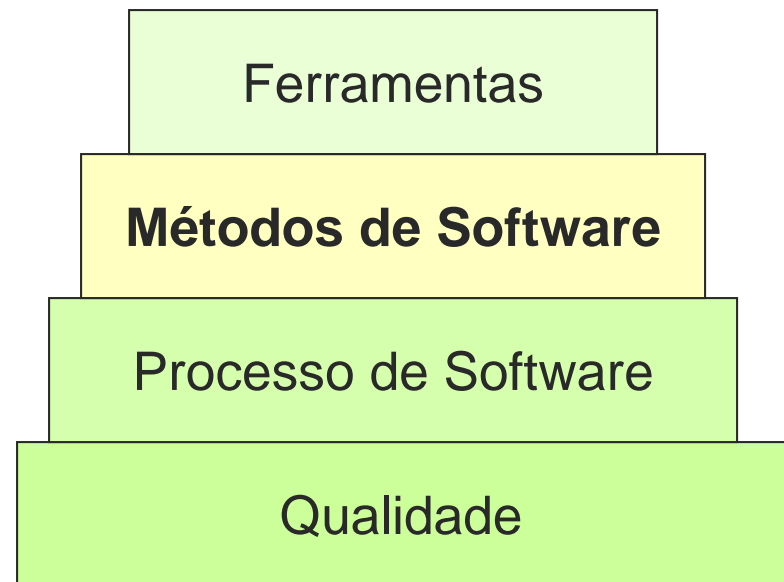 Ferramentas
Métodos de Software
Processo de Software
Qualidade